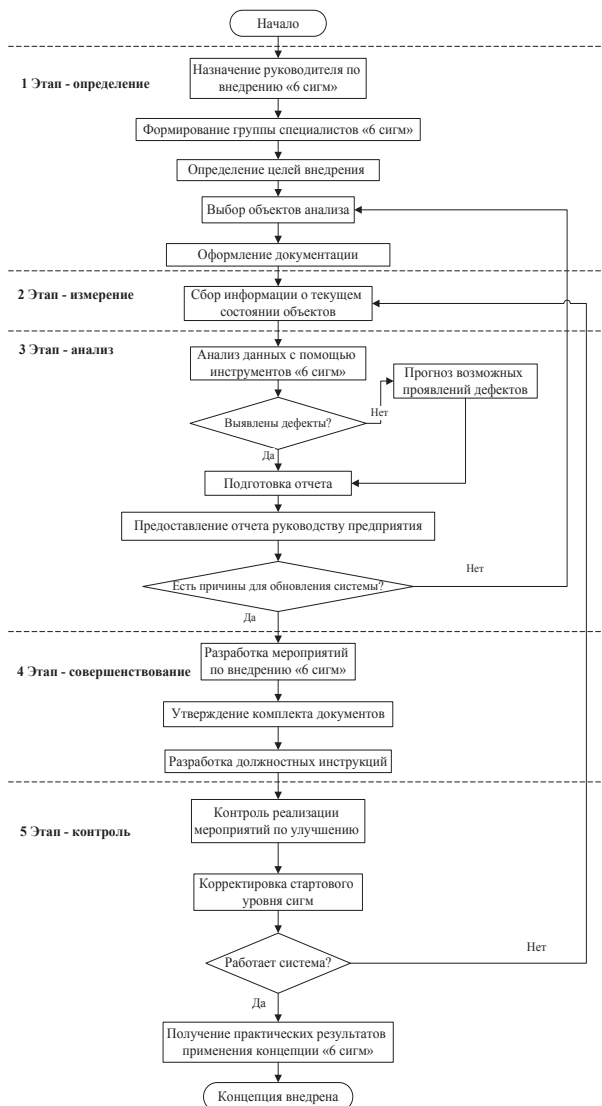 Начало
1 Этап - определение
Назначение руководителя по
внедрению «6 сигм»
Формирование группы специалистов «6 сигм»
Определение целей внедрения
Выбор объектов анализа
Оформление документации
2 Этап - измерение
Сбор информации о текущем
состоянии объектов
3 Этап - анализ
Анализ данных с помощью
инструментов «6 сигм»
Прогноз возможных
проявлений дефектов
Нет
Выявлены дефекты?
Да
Подготовка отчета
Предоставление отчета руководству предприятия
Нет
Есть причины для обновления системы?
Да
4 Этап - совершенствование
Разработка мероприятий
по внедрению «6 сигм»
Утверждение комплекта документов
Разработка должностных инструкций
5 Этап - контроль
Контроль реализации
мероприятий по улучшению
Корректировка стартового
уровня сигм
Нет
Работает система?
Да
Получение практических результатов
применения концепции «6 сигм»
Концепция внедрена